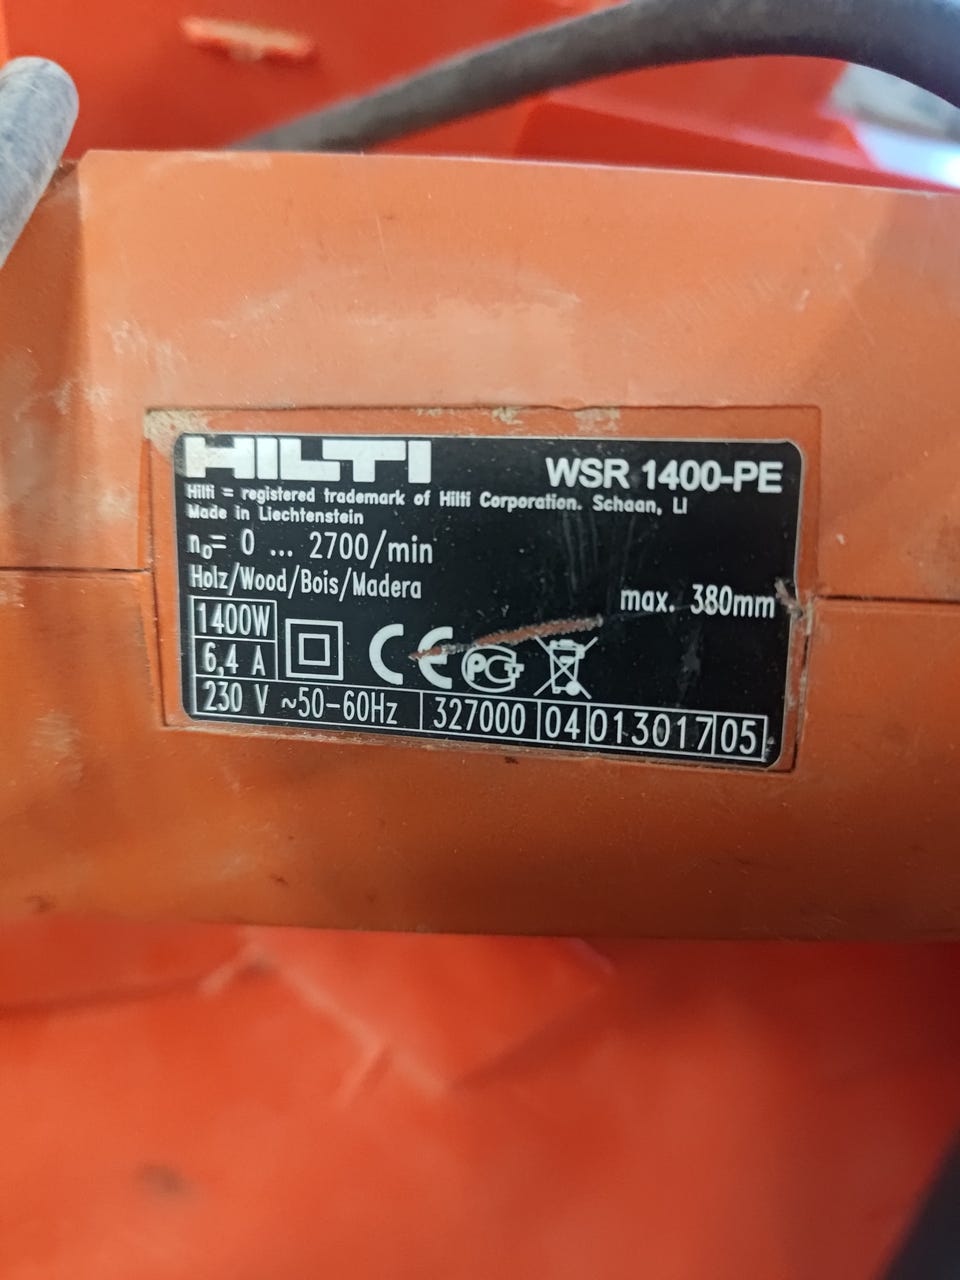 HILTI
WSR 1400-PE
Hilti = registered trademark of Hilti Corporation. Schaan, LI
Made in Liechtenstein
n₀= 0 ... 2700/min
Holz/Wood/Bois/Madera
max. 380mm
1400W
6,4 A
CE PCT
230 V ~50-60Hz 327000 04 013017 05